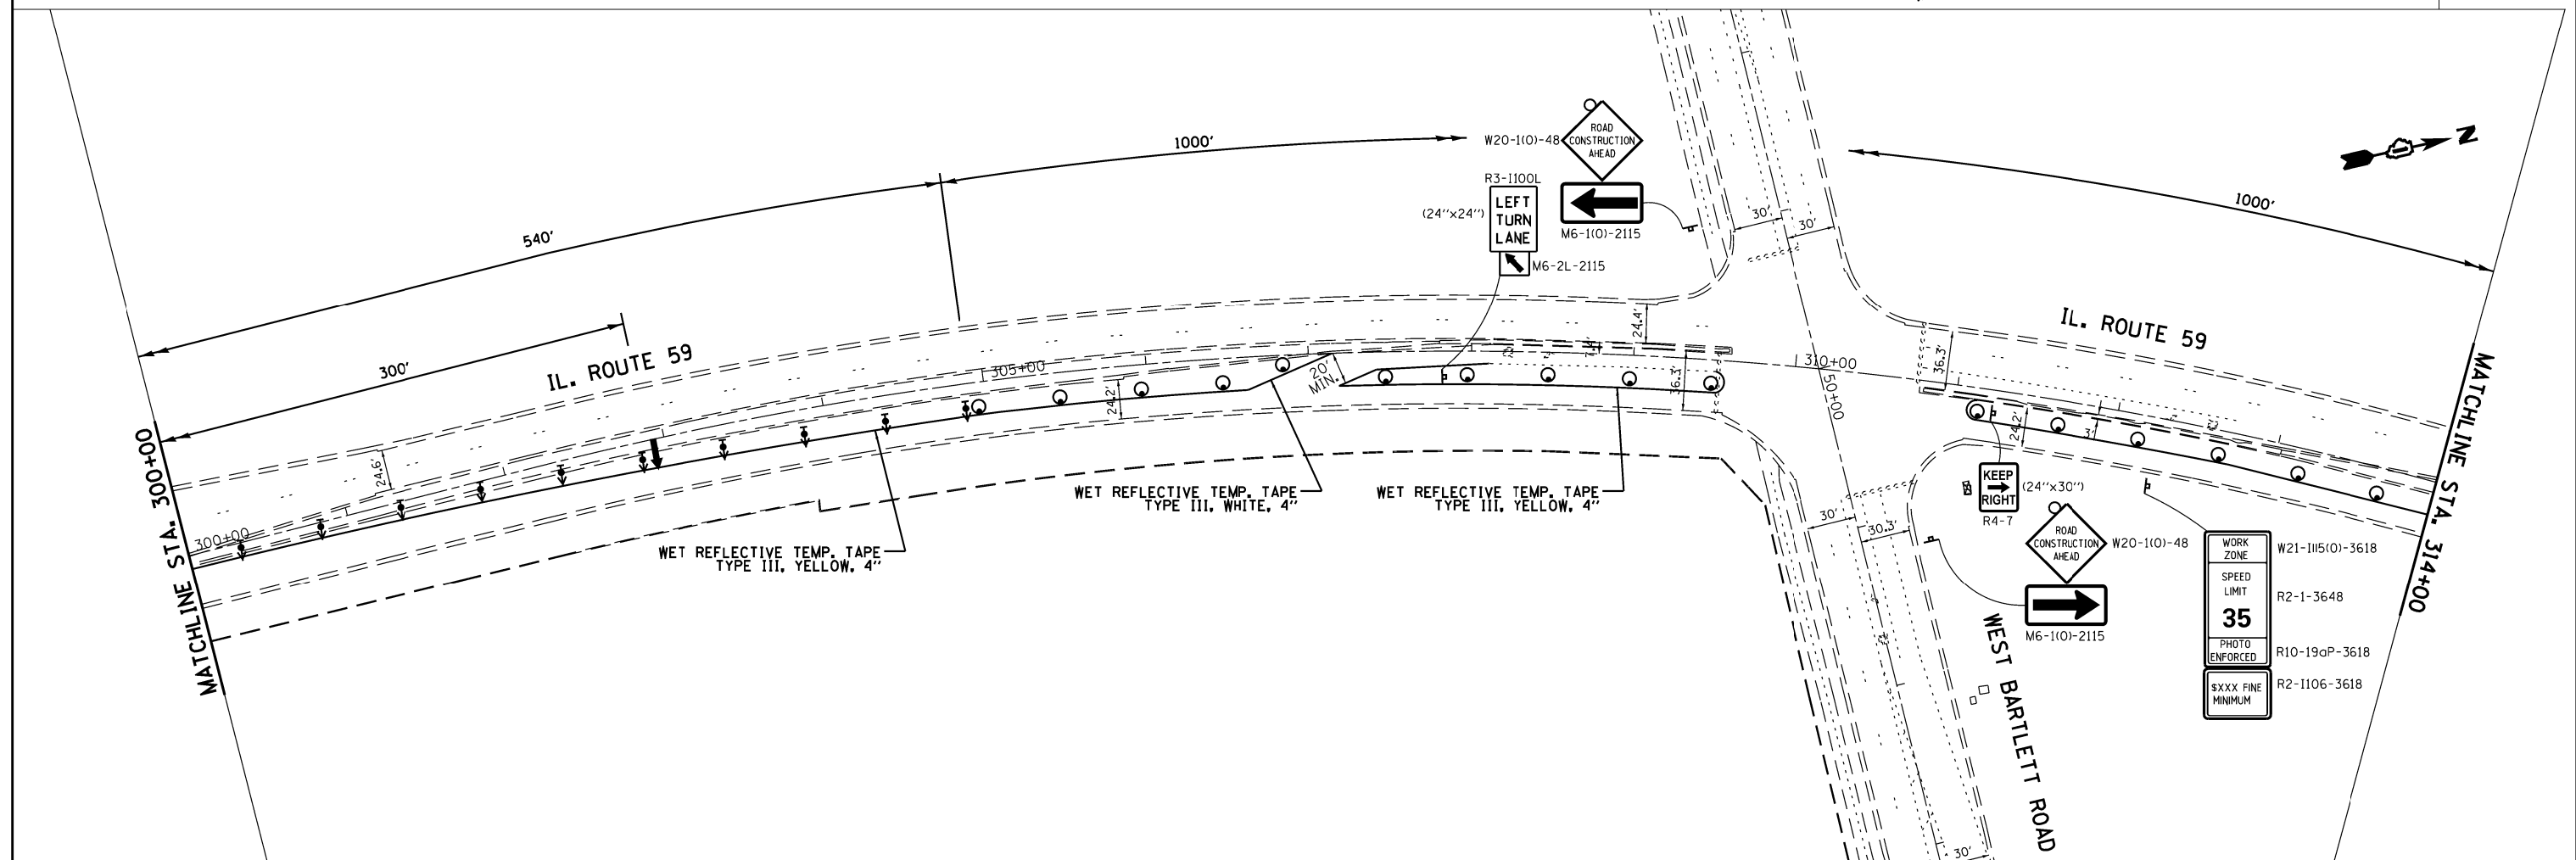 1000'
540'
300'
IL. ROUTE 59
24.6'
MATCHLINE STA. 300+00
300+00
305+00
24.2'
WET REFLECTIVE TEMP. TAPE
TYPE III, YELLOW, 4"
WET REFLECTIVE TEMP. TAPE
TYPE III, WHITE, 4"
WET REFLECTIVE TEMP. TAPE
TYPE III, YELLOW, 4"
20'
MIN.
W20-1(O)-48
ROAD
CONSTRUCTION
AHEAD
M6-1(O)-2115
R3-I100L
(24"x24")
LEFT
TURN
LANE
M6-2L-2115
30'
30'
24.4'
36.3'
310+00
50+00
36.3'
IL. ROUTE 59
1000'
N
24.2'
3'
KEEP
RIGHT
(24"x30")
R4-7
30'
30.3'
ROAD
CONSTRUCTION
AHEAD
W20-1(O)-48
M6-1(O)-2115
WEST BARTLETT ROAD
30'
WORK
ZONE
W21-I115(O)-3618
SPEED
LIMIT
35
R2-1-3648
PHOTO
ENFORCED
R10-19aP-3618
$XXX FINE
MINIMUM
R2-I106-3618
MATCHLINE STA. 314+00